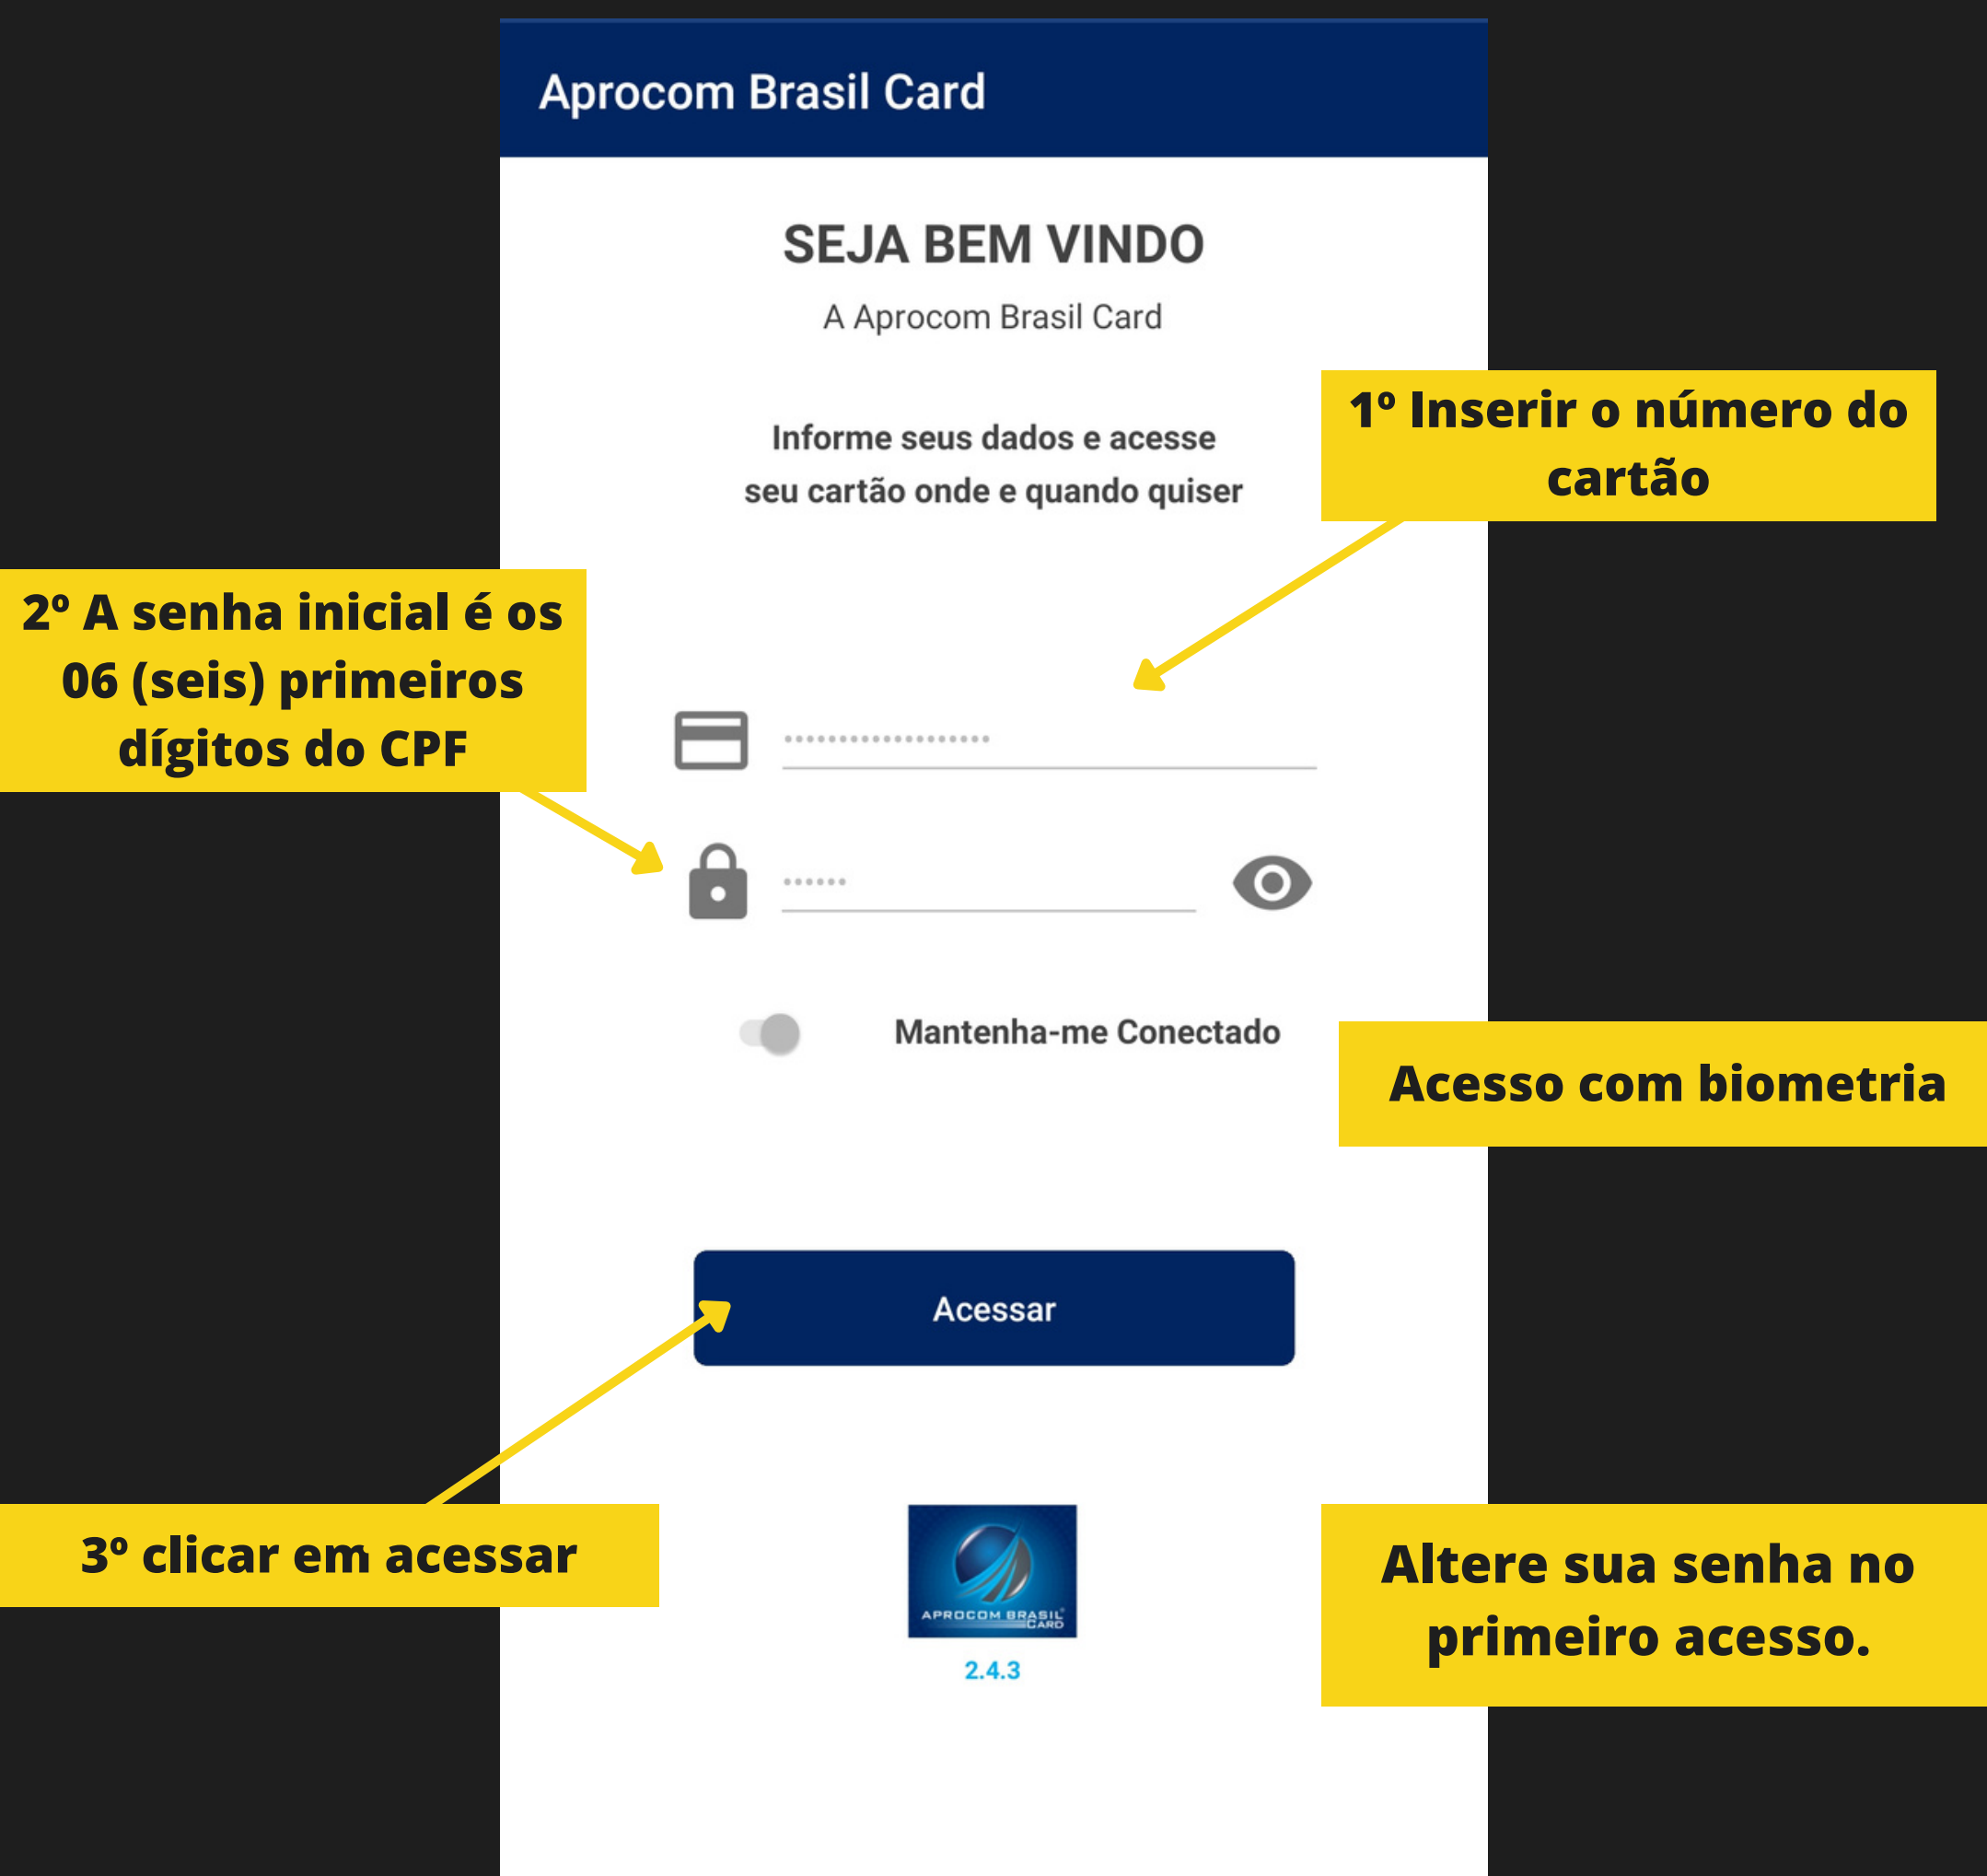 Aprocom Brasil Card
SEJA BEM VINDO
A Aprocom Brasil Card
Informe seus dados e acesse
seu cartão onde e quando quiser
1º Inserir o número do
cartão
2º A senha inicial é os
06 (seis) primeiros
dígitos do CPF
Mantenha-me Conectado
Acesso com biometria
Acessar
3º clicar em acessar
APROCOM BRASIL®
CARD
2.4.3
Altere sua senha no
primeiro acesso.